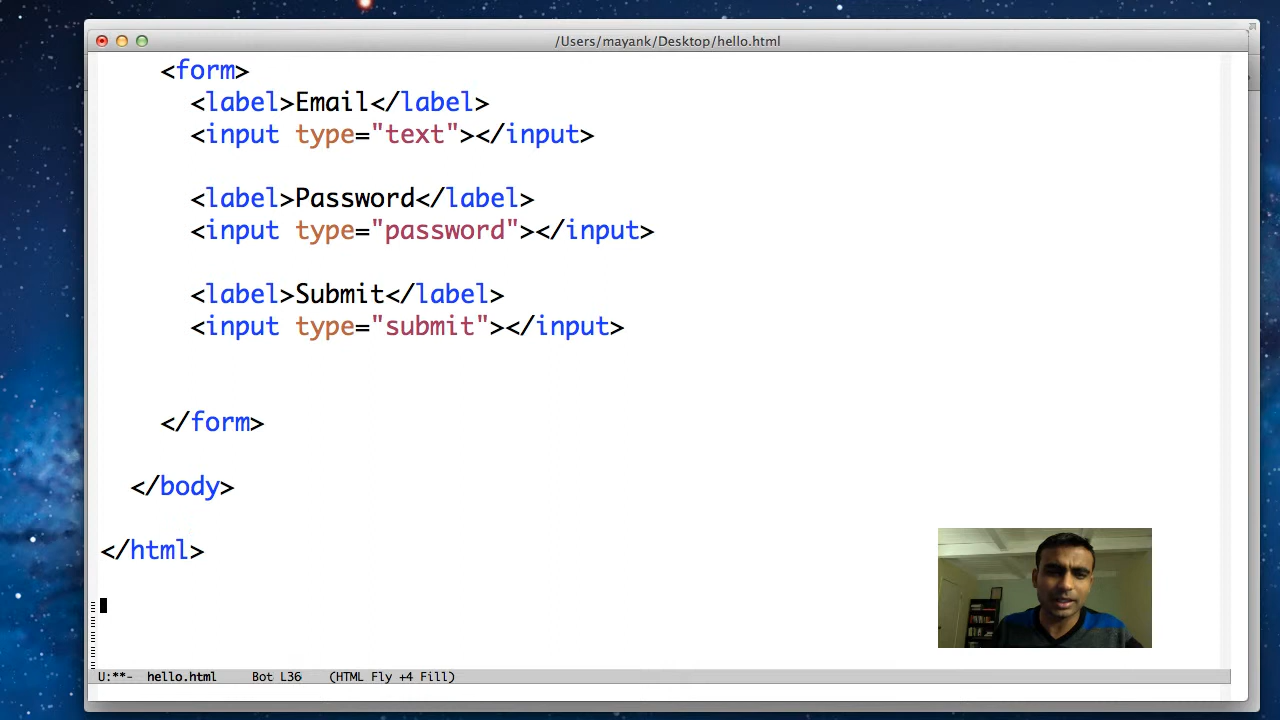 /Users/mayank/Desktop/hello.html
<form>
<label>Email</label>
<input type="text"></input>
<label>Password</label>
<input type="password"></input>
<label>Submit</label>
<input type="submit"></input>
</form>
</body>
</html>
U:**- hello.html Bot L36 (HTML Fly +4 Fill)